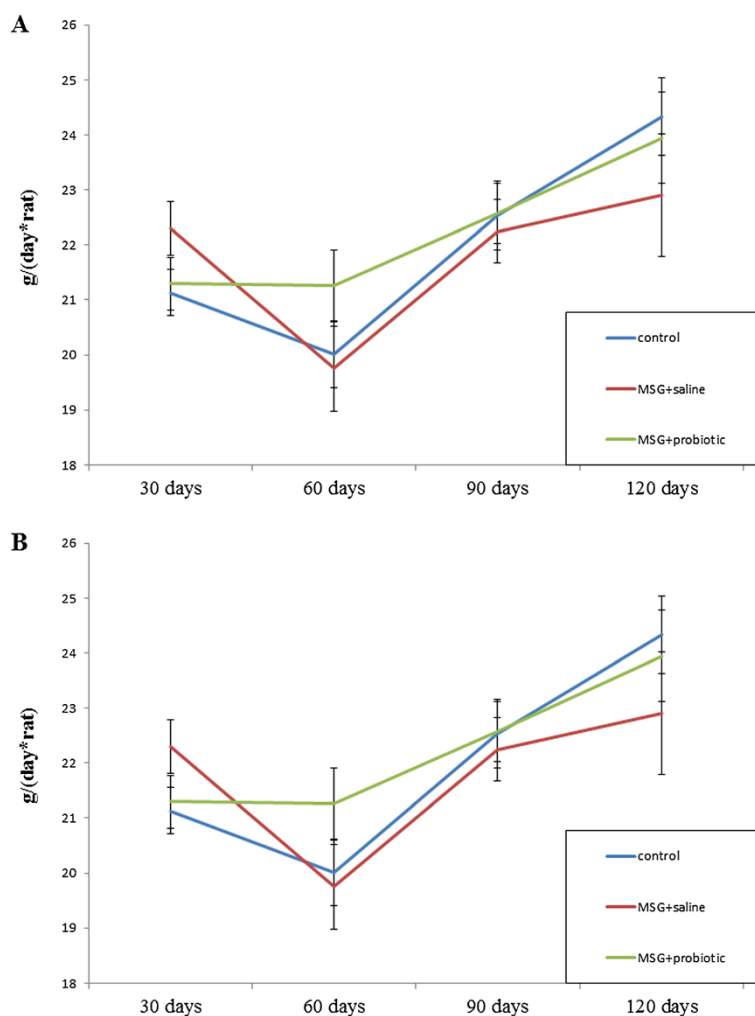 A
26
25
24
23
22
21
20
19
18
g/(day*rat)
control
MSG+saline
MSG+probiotic
30 days 60 days 90 days 120 days
B
26
25
24
23
22
21
20
19
18
g/(day*rat)
control
MSG+saline
MSG+probiotic
30 days 60 days 90 days 120 days